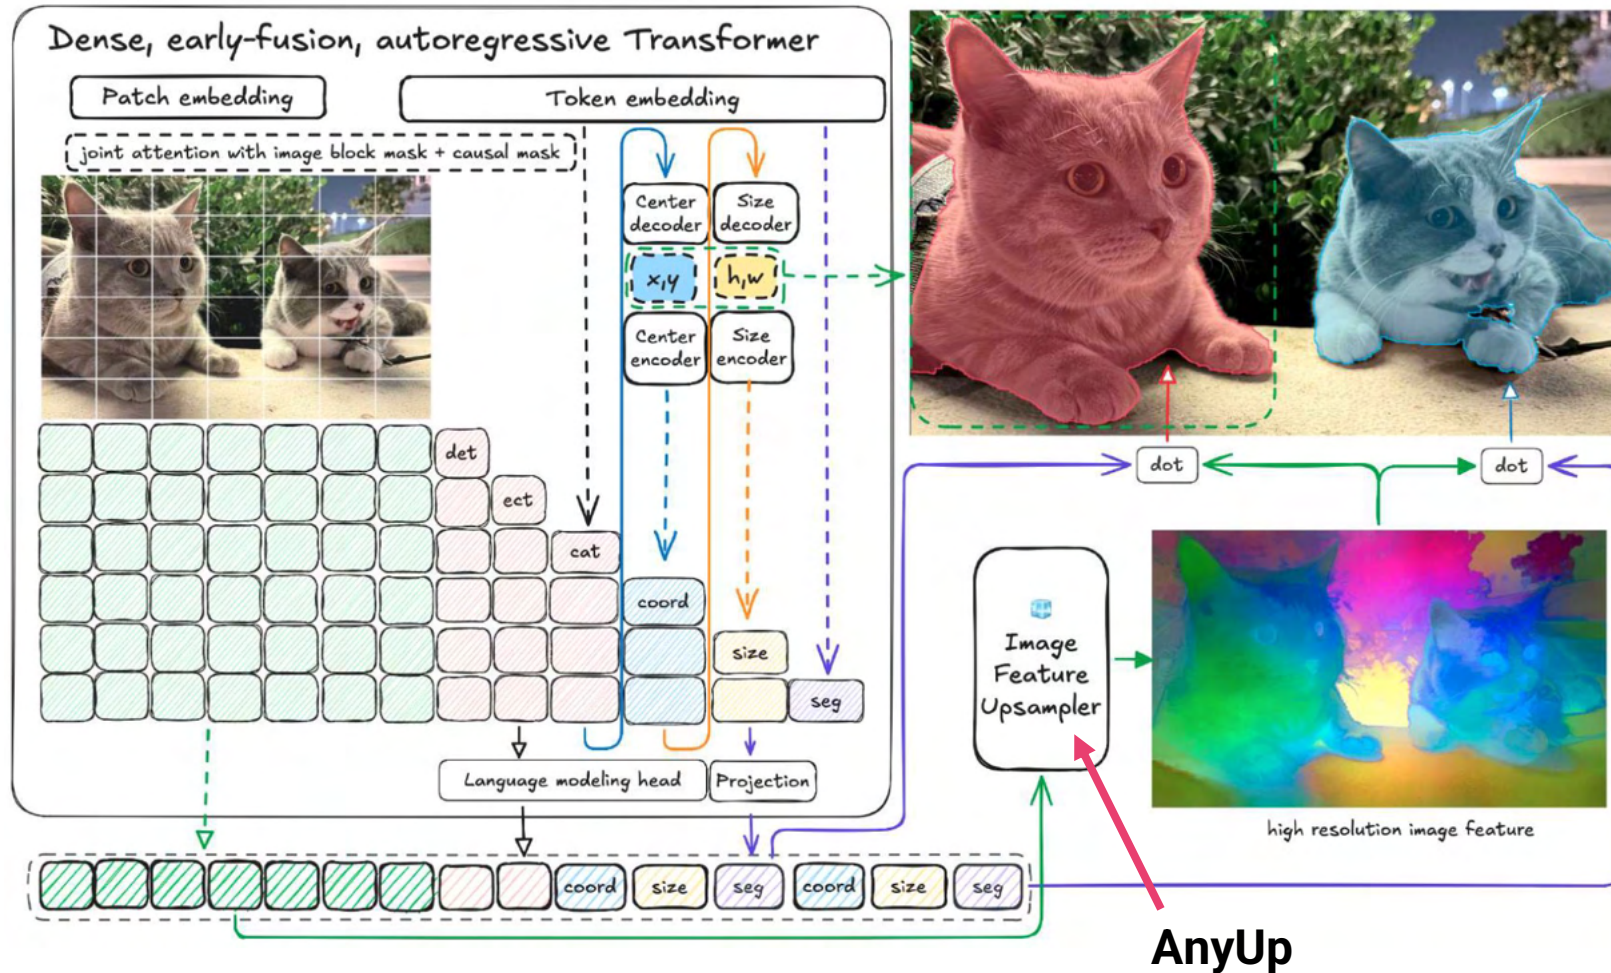 Dense, early-fusion, autoregressive Transformer
Patch embedding
Token embedding
joint attention with image block mask + causal mask
Center
decoder
Size
decoder
x,y
h,w
Center
encoder
Size
encoder
det
ect
cat
coord
size
seg
Language modeling head
Projection
coord
size
seg
coord
size
seg
dot
dot
Image
Feature
Upsampler
high resolution image feature
AnyUp